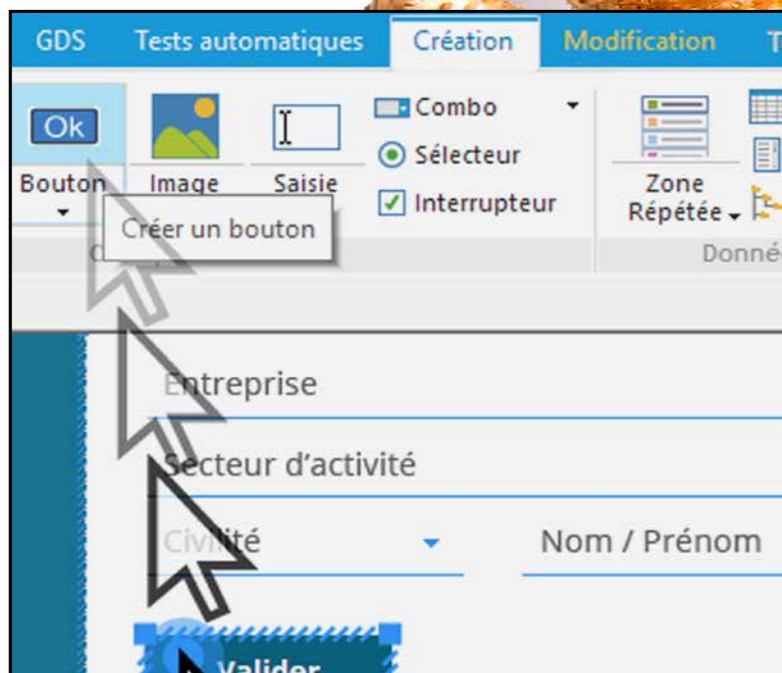 GDS Tests automatiques Création Modification T
Ok
Bouton Image Saisie
Combo
Sélecteur
Interrupteur
Zone
Répétée
Créer un bouton
Donné
Entreprise
Secteur d'activité
Civilité Nom / Prénom
Valider